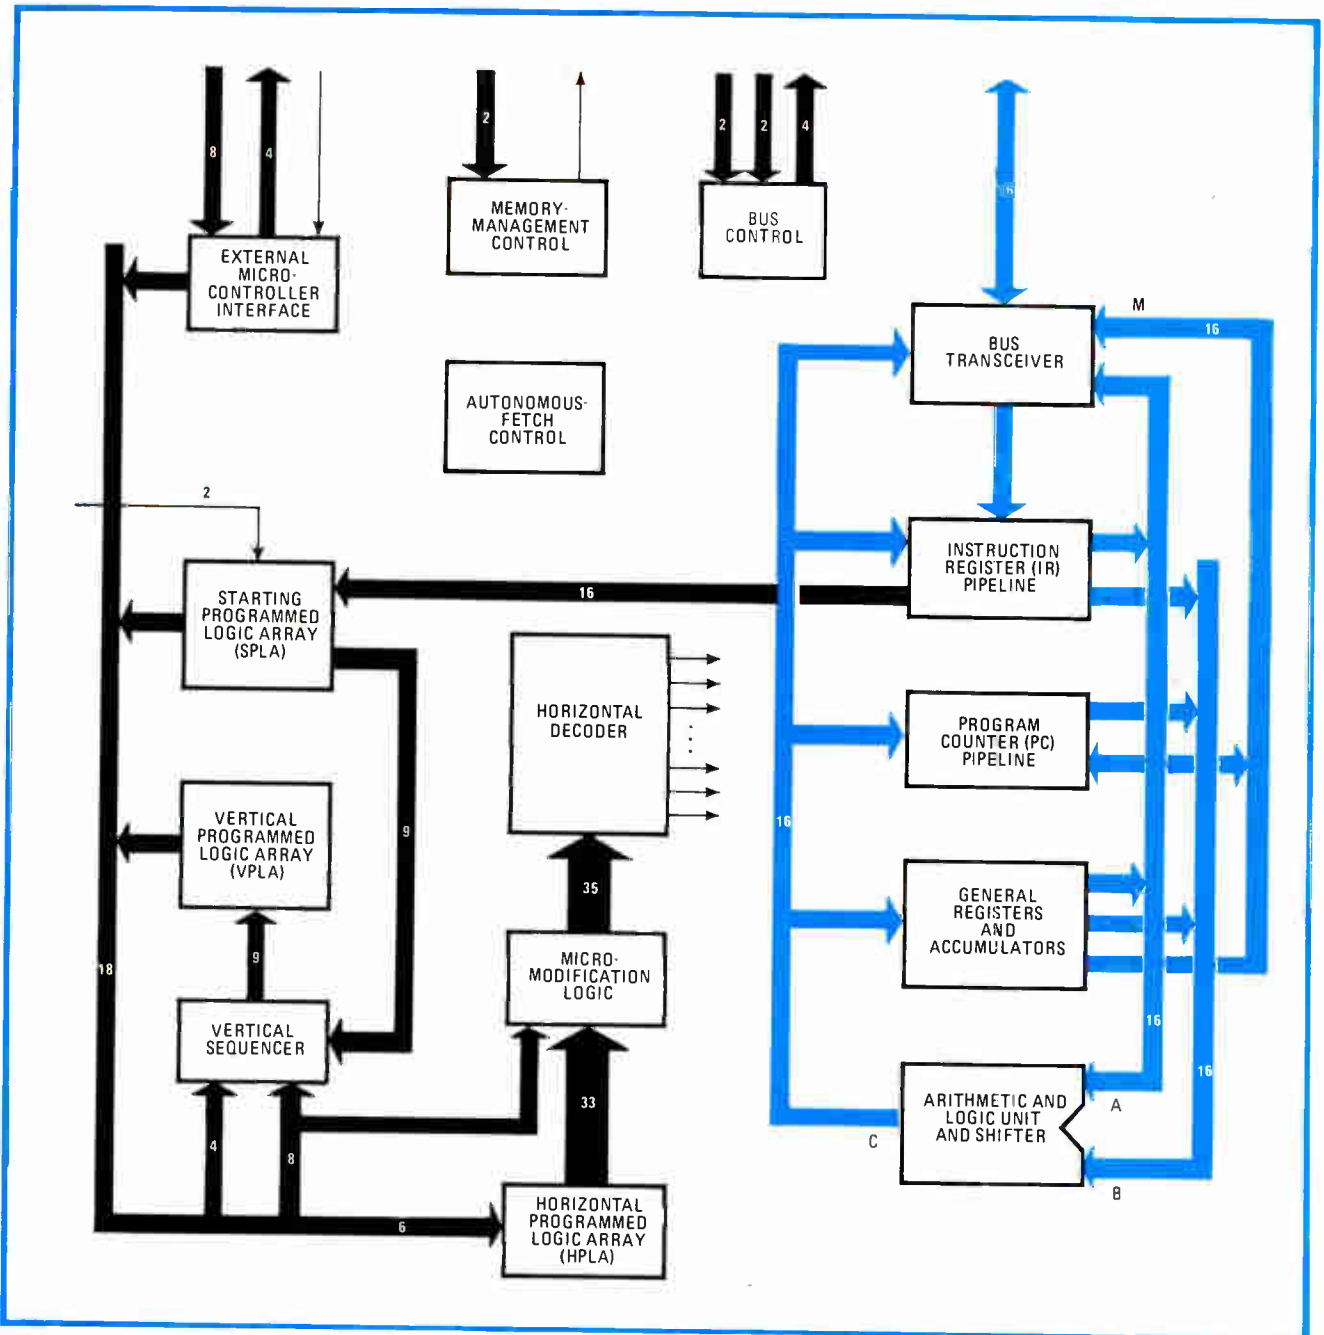 8
4
2
2
2
4
16
EXTERNAL
MICRO-
CONTROLLER
INTERFACE
MEMORY-
MANAGEMENT
CONTROL
BUS
CONTROL
M
16
BUS
TRANSCEIVER
AUTONOMOUS-
FETCH
CONTROL
2
INSTRUCTION
REGISTER (IR)
PIPELINE
16
STARTING
PROGRAMMED
LOGIC ARRAY
(SPLA)
HORIZONTAL
DECODER
PROGRAM
COUNTER (PC)
PIPELINE
VERTICAL
PROGRAMMED
LOGIC ARRAY
(VPLA)
9
16
35
GENERAL
REGISTERS
AND
ACCUMULATORS
18
9
MICRO-
MODIFICATION
LOGIC
VERTICAL
SEQUENCER
16
16
33
ARITHMETIC AND
LOGIC UNIT
AND SHIFTER
A
C
B
4
8
6
HORIZONTAL
PROGRAMMED
LOGIC ARRAY
(HPLA)